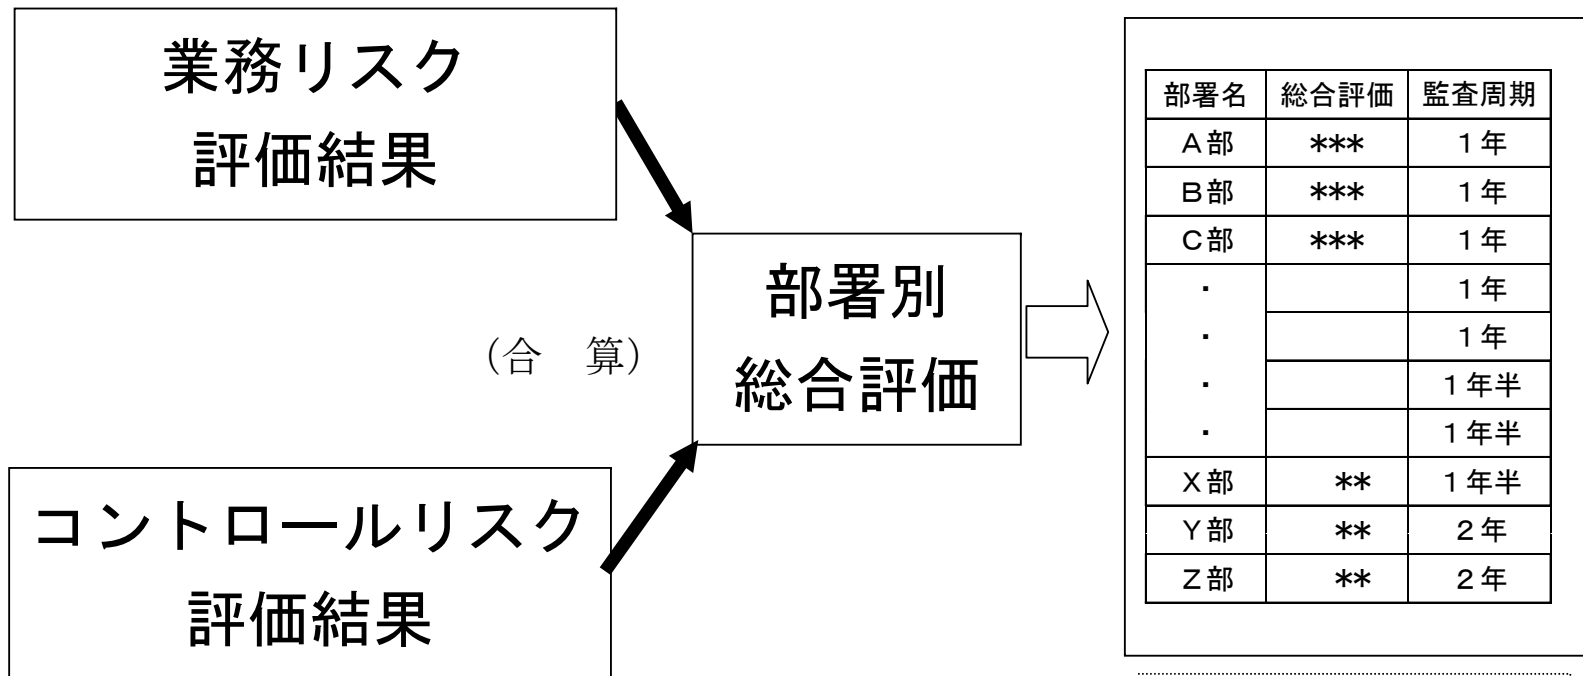 業務リスク
評価結果
（合　算）
コントロールリスク
評価結果
部署別
総合評価
部署名 総合評価 監査周期
Ａ部 *** １年
Ｂ部 *** １年
Ｃ部 *** １年
・ １年
・ １年
・ １年半
・ １年半
Ｘ部 ** １年半
Ｙ部 ** ２年
Ｚ部 ** ２年